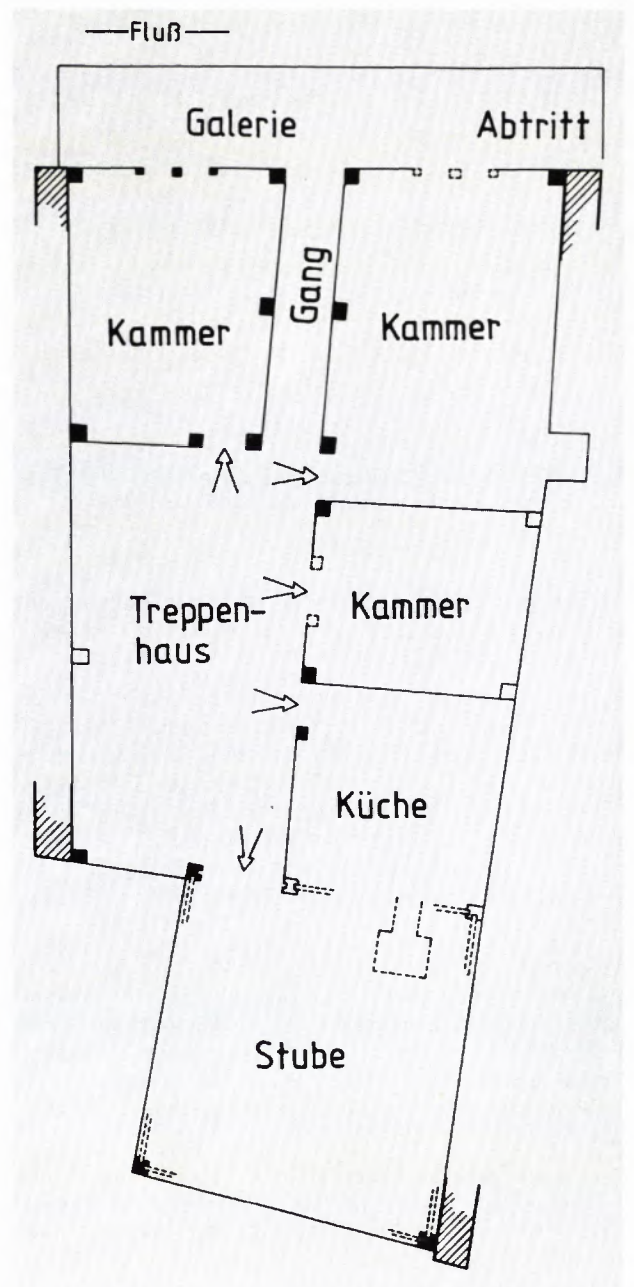 Fluß
Galerie
Abtritt
Gang
Kammer
Kammer
Kammer
Treppen-
haus
Küche
Stube